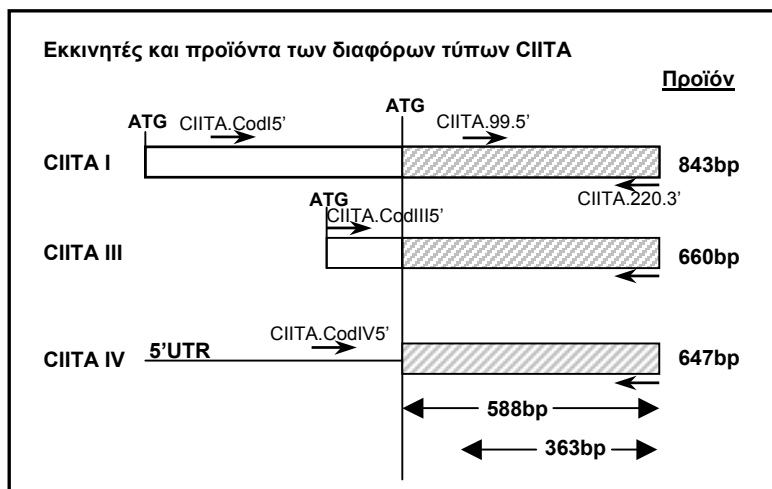 Εκκινητές και προϊόντα των διαφόρων τύπων CIITA
Προϊόν
ATG
ATG
CIITA.CodI5’
CIITA.99.5’
CIITA I
843bp
CIITA.220.3’
ATG
CIITA.CodIII5’
CIITA III
660bp
CIITA.CodIV5’
CIITA IV
5’UTR
647bp
588bp
363bp